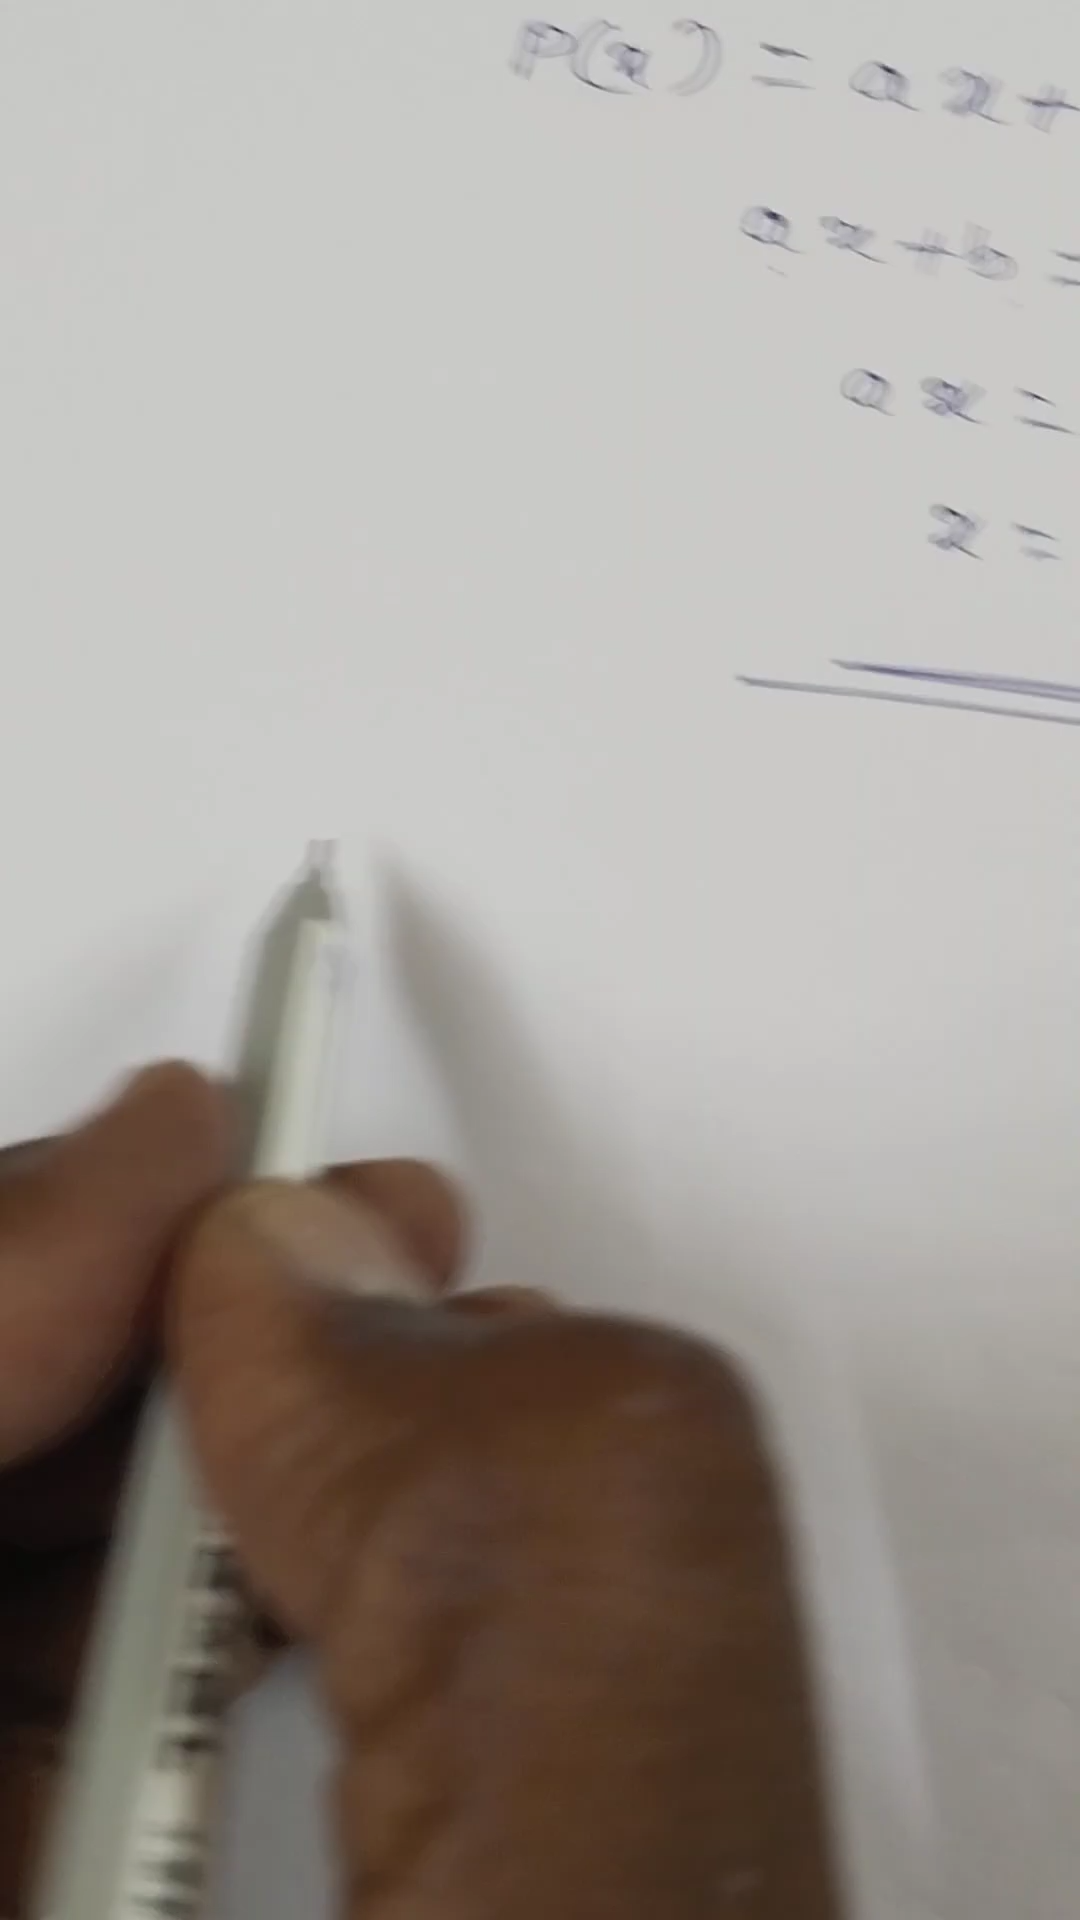 P(x) = ax+
ax+b =
ax =
x =